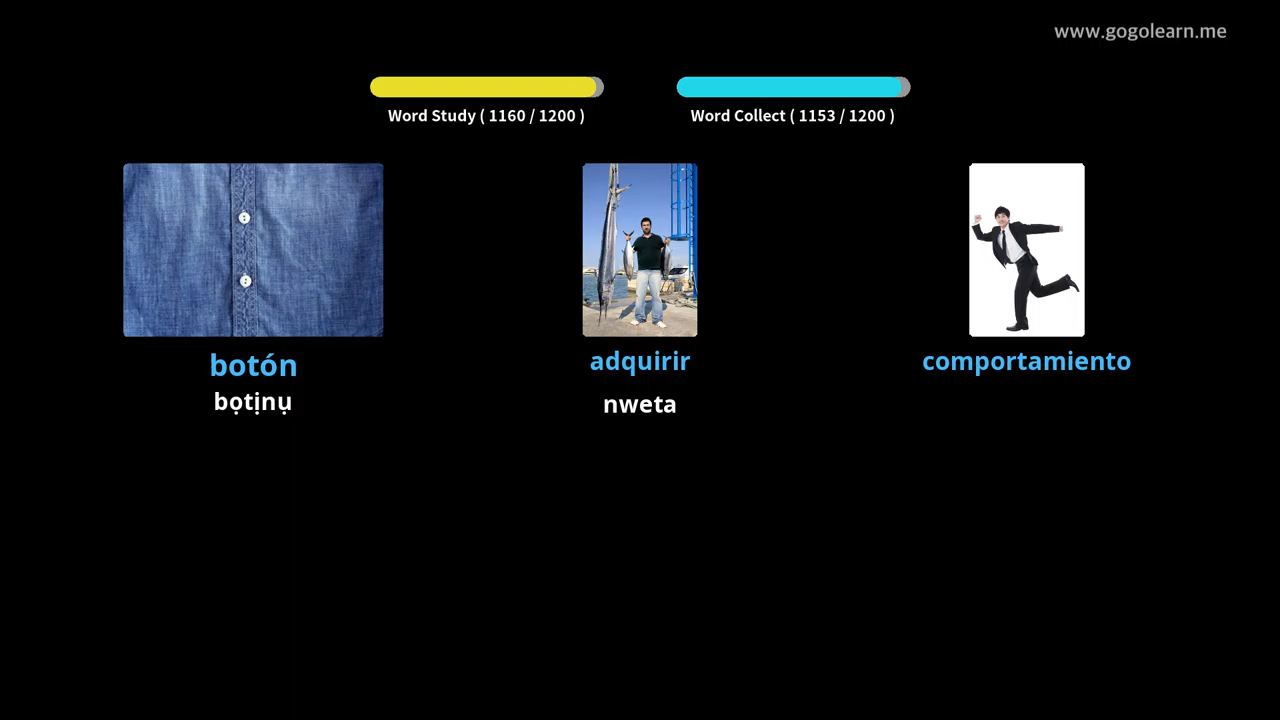 www.gogolearn.me
Word Study ( 1160 / 1200 )
Word Collect ( 1153 / 1200 )
botón
bọtịnụ
adquirir
nweta
comportamiento